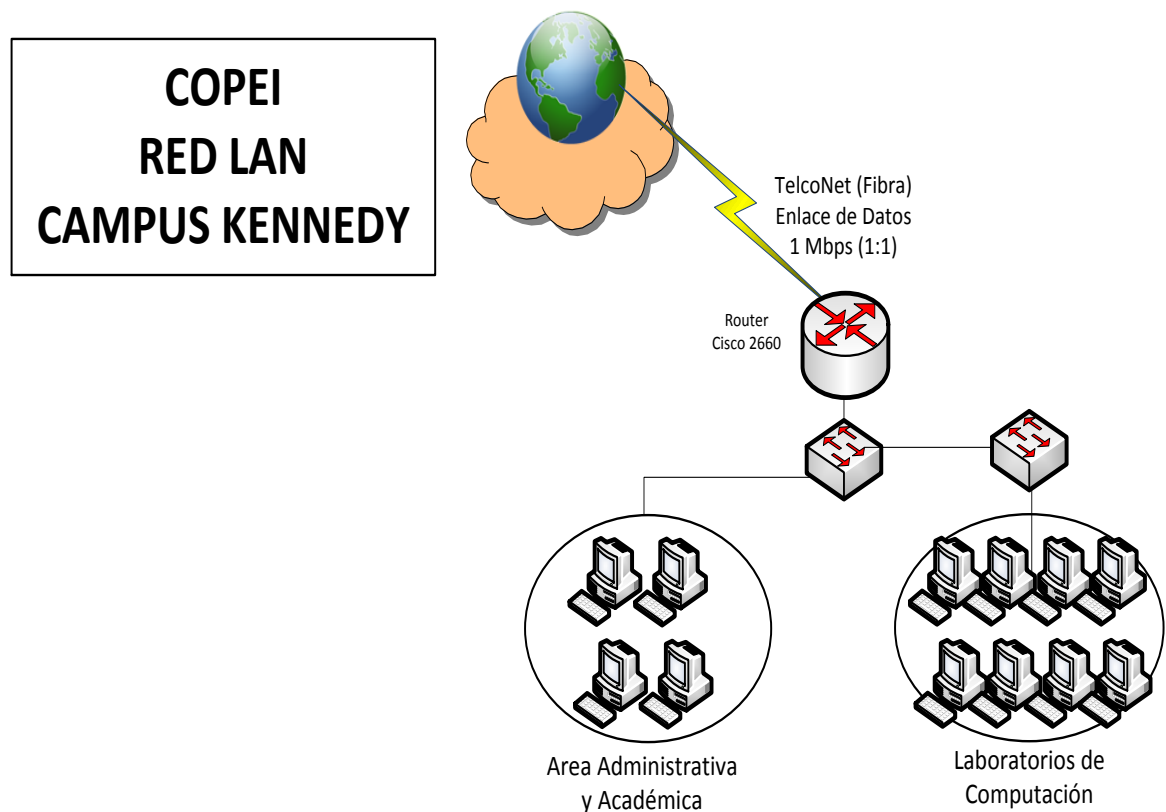 COPEI
RED LAN
CAMPUS KENNEDY
TelcoNet (Fibra)
Enlace de Datos
1 Mbps (1:1)
Router
Cisco 2660
Area Administrativa
y Académica
Laboratorios de
Computación